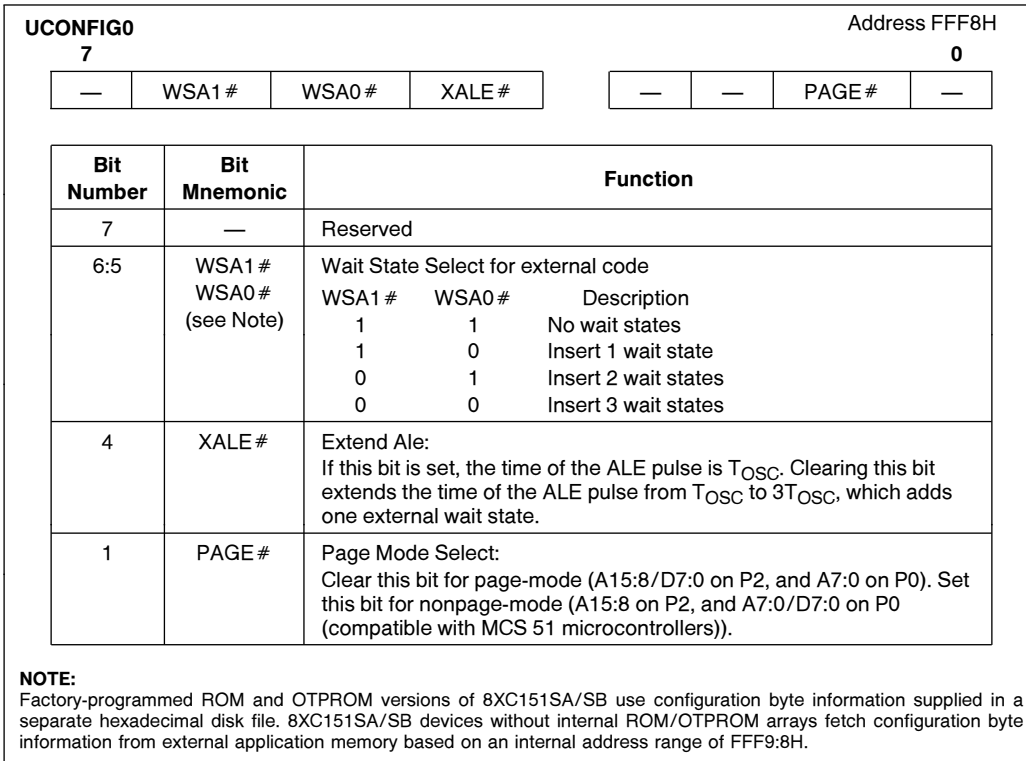 UCONFIG0 Address FFF8H
7 0
— WSA1# WSA0# XALE# — — PAGE# —
Bit Number Bit Mnemonic Function
7 — Reserved
6:5 WSA1# Wait State Select for external code
WSA0#
(see Note)
WSA1# WSA0# Description
1 1 No wait states
1 0 Insert 1 wait state
0 1 Insert 2 wait states
0 0 Insert 3 wait states
4 XALE# Extend Ale:
If this bit is set, the time of the ALE pulse is TOSC. Clearing this bit
extends the time of the ALE pulse from TOSC to 3TOSC, which adds
one external wait state.
1 PAGE# Page Mode Select:
Clear this bit for page-mode (A15:8/D7:0 on P2, and A7:0 on P0). Set
this bit for nonpage-mode (A15:8 on P2, and A7:0/D7:0 on P0
(compatible with MCS 51 microcontrollers)).
NOTE:
Factory-programmed ROM and OTPROM versions of 8XC151SA/SB use configuration byte information supplied in a
separate hexadecimal disk file. 8XC151SA/SB devices without internal ROM/OTPROM arrays fetch configuration byte
information from external application memory based on an internal address range of FFF9:8H.